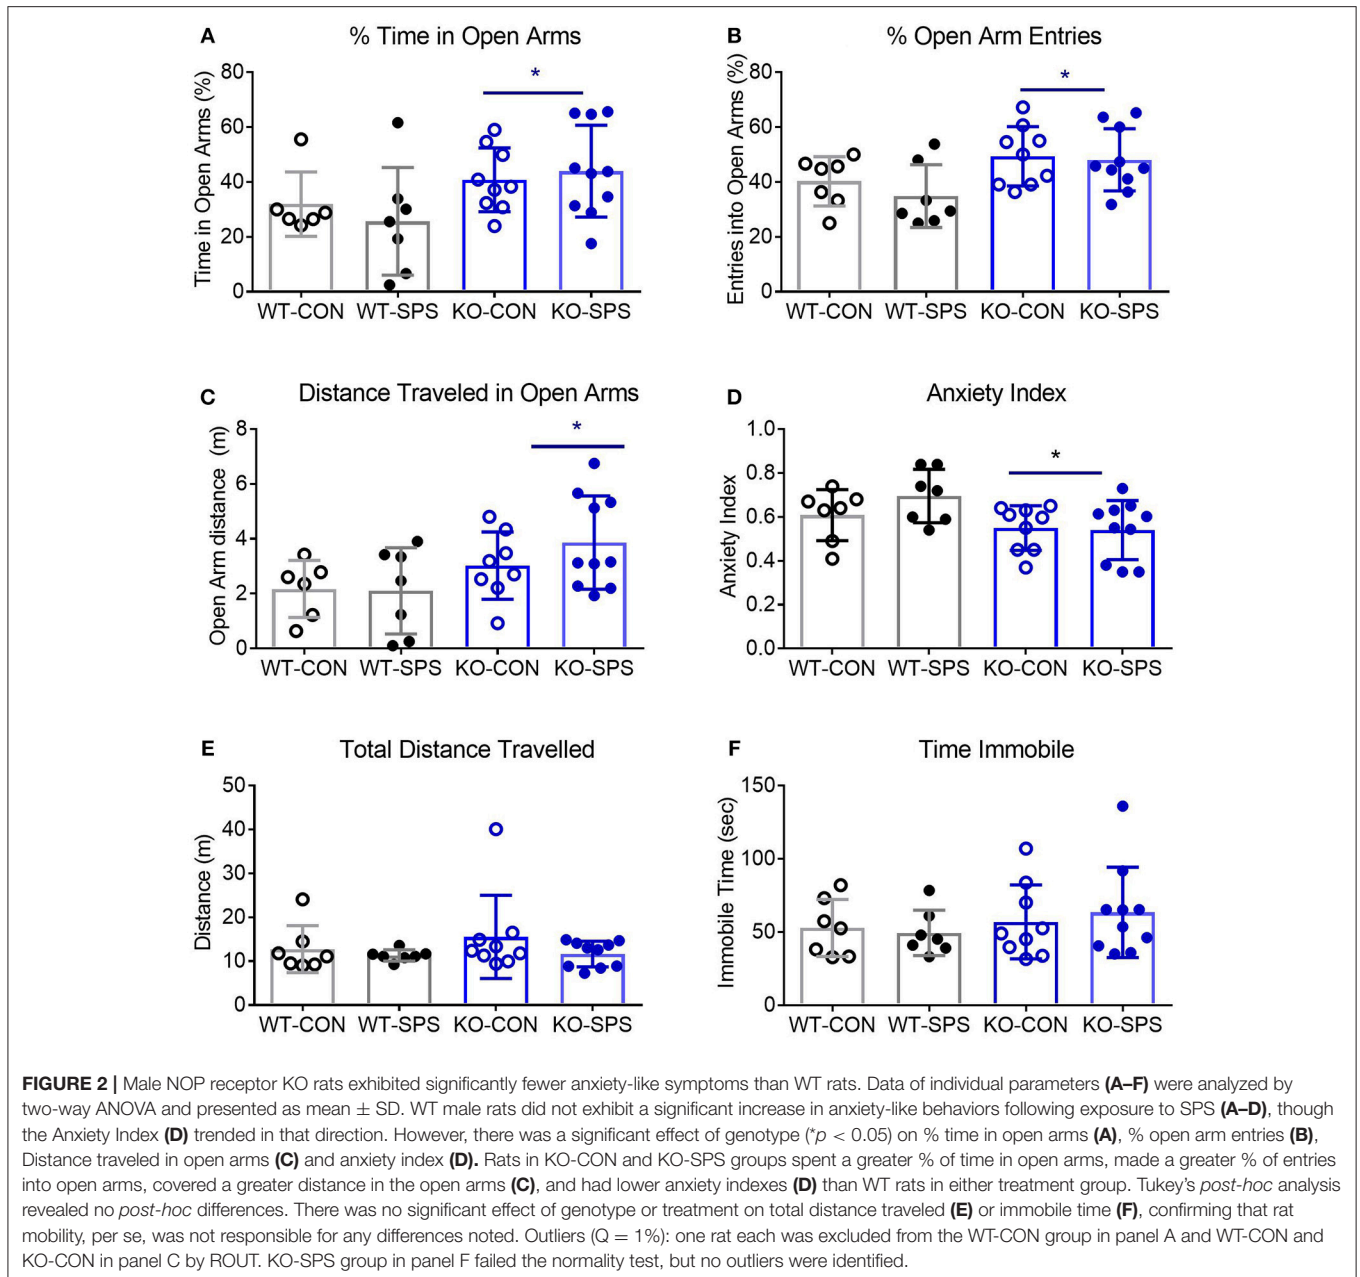 A
% Time in Open Arms
Time in Open Arms (%)
80
60
40
20
0
*
WT-CON WT-SPS KO-CON KO-SPS
B
% Open Arm Entries
Entries into Open Arms (%)
80
60
40
20
0
*
WT-CON WT-SPS KO-CON KO-SPS
C
Distance Traveled in Open Arms
Open Arm distance (m)
8
6
4
2
0
*
WT-CON WT-SPS KO-CON KO-SPS
D
Anxiety Index
Anxiety Index
1.0
0.8
0.6
0.4
0.2
0.0
*
WT-CON WT-SPS KO-CON KO-SPS
E
Total Distance Travelled
Distance (m)
50
40
30
20
10
0
WT-CON WT-SPS KO-CON KO-SPS
F
Time Immobile
Immobile Time (sec)
150
100
50
0
WT-CON WT-SPS KO-CON KO-SPS
FIGURE 2 | Male NOP receptor KO rats exhibited significantly fewer anxiety-like symptoms than WT rats. Data of individual parameters (A–F) were analyzed by
two-way ANOVA and presented as mean ± SD. WT male rats did not exhibit a significant increase in anxiety-like behaviors following exposure to SPS (A–D), though
the Anxiety Index (D) trended in that direction. However, there was a significant effect of genotype (*p < 0.05) on % time in open arms (A), % open arm entries (B),
Distance traveled in open arms (C) and anxiety index (D). Rats in KO-CON and KO-SPS groups spent a greater % of time in open arms, made a greater % of entries
into open arms, covered a greater distance in the open arms (C), and had lower anxiety indexes (D) than WT rats in either treatment group. Tukey's post-hoc analysis
revealed no post-hoc differences. There was no significant effect of genotype or treatment on total distance traveled (E) or immobile time (F), confirming that rat
mobility, per se, was not responsible for any differences noted. Outliers (Q = 1%): one rat each was excluded from the WT-CON group in panel A and WT-CON and
KO-CON in panel C by ROUT. KO-SPS group in panel F failed the normality test, but no outliers were identified.